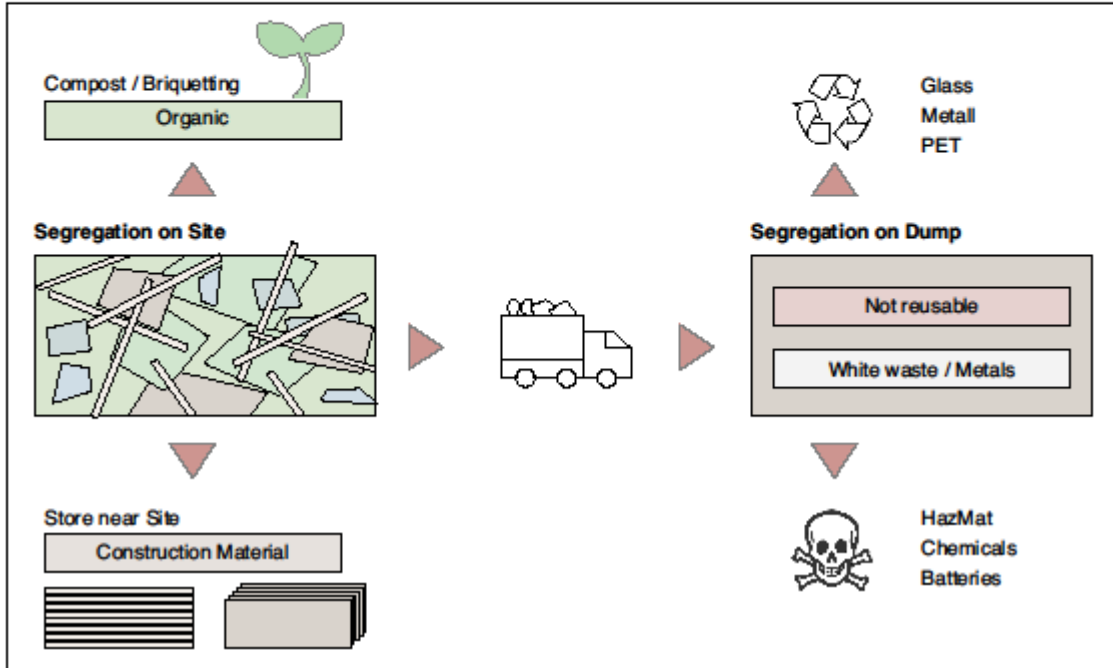 Compost / Briquetting
Organic
Segregation on Site
Store near Site
Construction Material
Glass
Metall
PET
Segregation on Dump
Not reusable
White waste / Metals
HazMat
Chemicals
Batteries